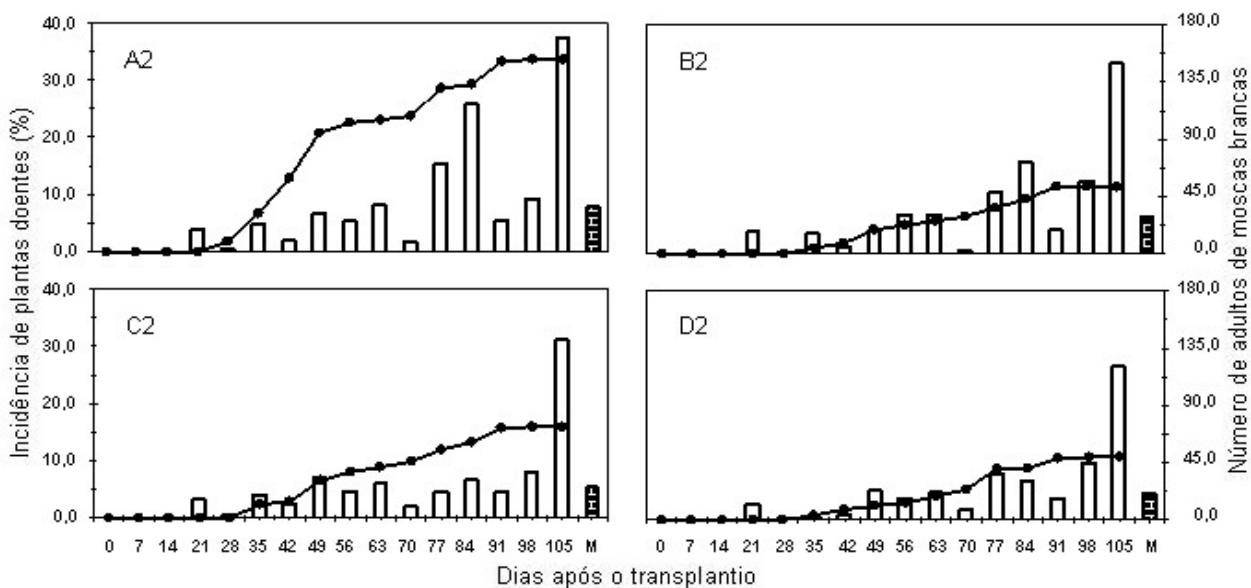 40,0
30,0
20,0
10,0
0,0
A2
B2
180,0
135,0
90,0
45,0
0,0
40,0
30,0
20,0
10,0
0,0
C2
D2
180,0
135,0
90,0
45,0
0,0
Incidência de plantas doentes (%)
Número de adultos de moscas brancas
0 7 14 21 28 35 42 49 56 63 70 77 84 91 98 105 M
0 7 14 21 28 35 42 49 56 63 70 77 84 91 98 105 M
Dias após o transplantio